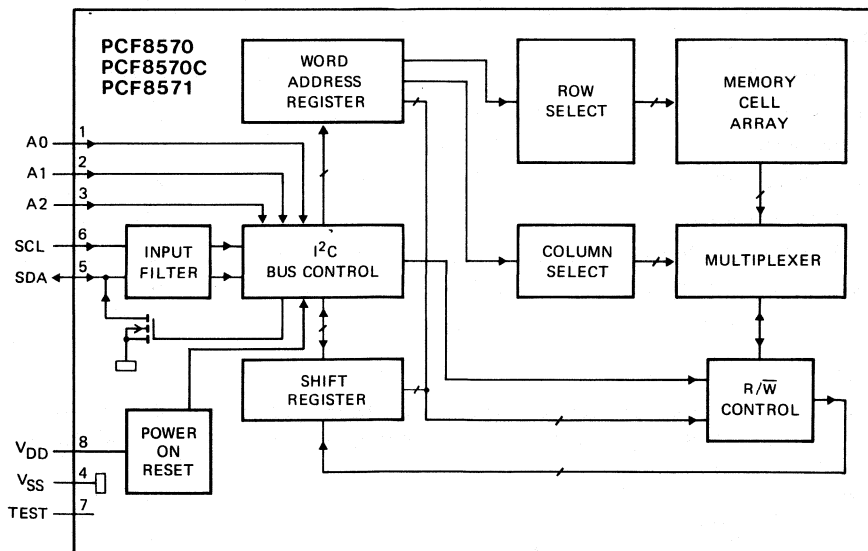 PCF8570
PCF8570C
PCF8571
WORD
ADDRESS
REGISTER
ROW
SELECT
MEMORY
CELL
ARRAY
A0 1
A1 2
A2 3
SCL 6
SDA 5
INPUT
FILTER
I²C
BUS CONTROL
COLUMN
SELECT
MULTIPLEXER
SHIFT
REGISTER
R/W̅
CONTROL
POWER
ON
RESET
VDD 8
VSS 4
TEST 7